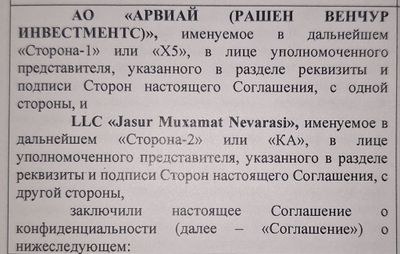 АО «АРВИАЙ (РАШЕН ВЕНЧУР
ИНВЕСТМЕНТС)», именуемое в дальнейшем
«Сторона-1» или «Х5», в лице уполномоченного
представителя, указанного в разделе реквизиты и
подписи Сторон настоящего Соглашения, с одной
стороны, и
LLC «Jasur Muxamat Nevarasi», именуемое в
дальнейшем «Сторона-2» или «КА», в лице
уполномоченного представителя, указанного в разделе
реквизиты и подписи Сторон настоящего Соглашения, с
другой стороны,
заключили настоящее Соглашение о
конфиденциальности (далее – «Соглашение») о
нижеследующем: